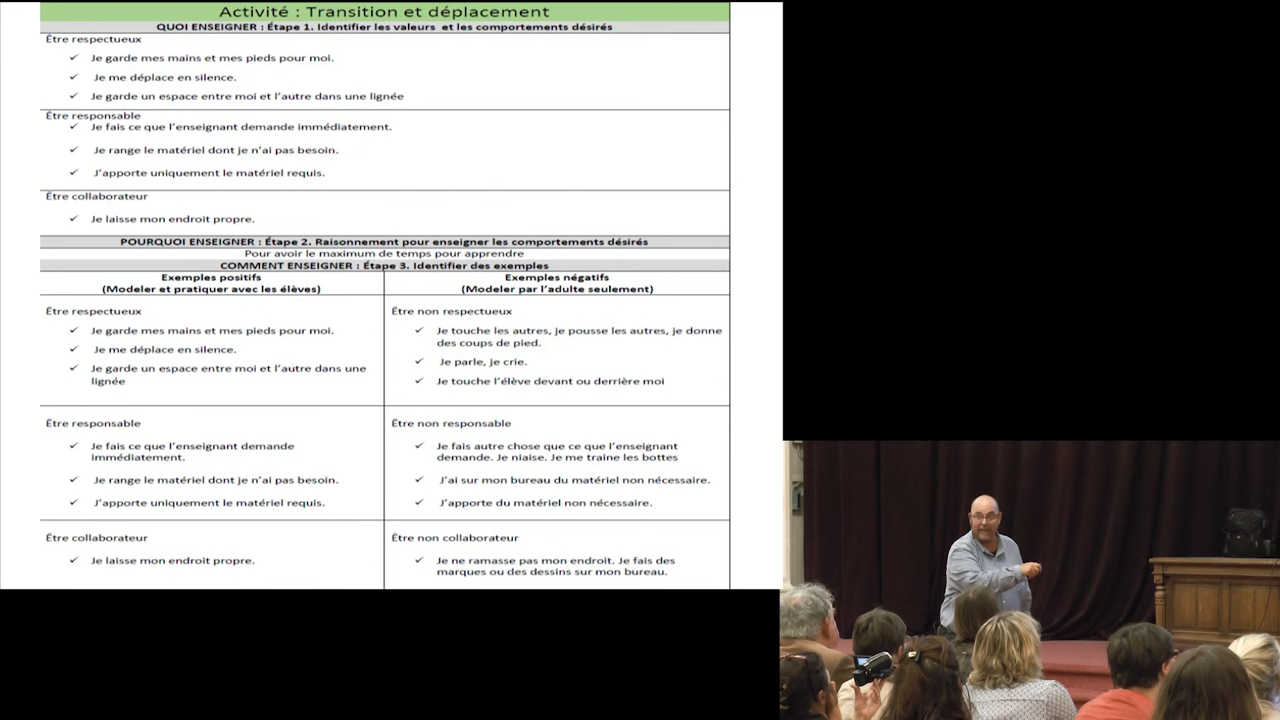 Activité : Transition et déplacement
QUOI ENSEIGNER : Étape 1. Identifier les valeurs et les comportements désirés
Être respectueux
✓ Je garde mes mains et mes pieds pour moi.
✓ Je me déplace en silence.
✓ Je garde un espace entre moi et l'autre dans une lignée
Être responsable
✓ Je fais ce que l'enseignant demande immédiatement.
✓ Je range le matériel dont je n'ai pas besoin.
✓ J'apporte uniquement le matériel requis.
Être collaborateur
✓ Je laisse mon endroit propre.
POURQUOI ENSEIGNER : Étape 2. Raisonnement pour enseigner les comportements désirés
Pour avoir le maximum de temps pour apprendre
COMMENT ENSEIGNER : Étape 3. Identifier des exemples
Exemples positifs
(Modeler et pratiquer avec les élèves)
Exemples négatifs
(Modeler par l'adulte seulement)
Être respectueux
✓ Je garde mes mains et mes pieds pour moi.
✓ Je me déplace en silence.
✓ Je garde un espace entre moi et l'autre dans une
lignée
Être non respectueux
✓ Je touche les autres, je pousse les autres, je donne
des coups de pied.
✓ Je parle, je crie.
✓ Je touche l'élève devant ou derrière moi
Être responsable
✓ Je fais ce que l'enseignant demande
immédiatement.
✓ Je range le matériel dont je n'ai pas besoin.
✓ J'apporte uniquement le matériel requis.
Être non responsable
✓ Je fais autre chose que ce que l'enseignant
demande. Je niaise. Je me traine les bottes
✓ J'ai sur mon bureau du matériel non nécessaire.
✓ J'apporte du matériel non nécessaire.
Être collaborateur
✓ Je laisse mon endroit propre.
Être non collaborateur
✓ Je ne ramasse pas mon endroit. Je fais des
marques ou des dessins sur mon bureau.